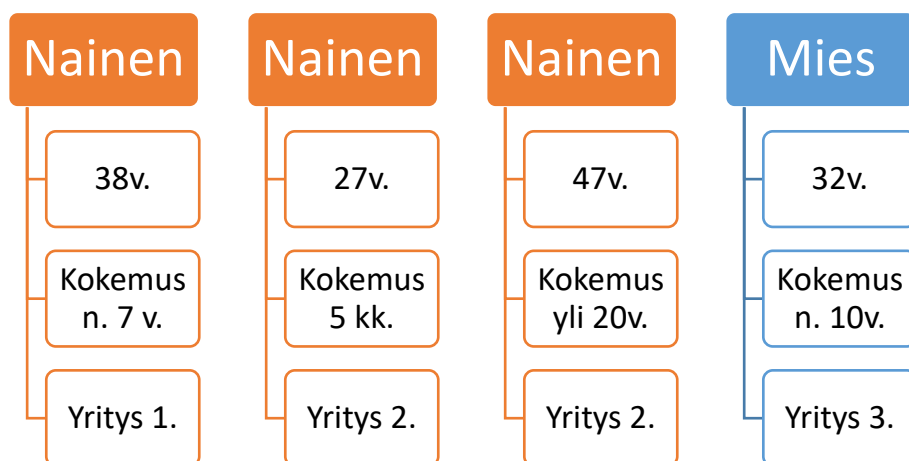 Nainen
38v.
Kokemus
n. 7 v.
Yritys 1.
Nainen
27v.
Kokemus
5 kk.
Yritys 2.
Nainen
47v.
Kokemus
yli 20v.
Yritys 2.
Mies
32v.
Kokemus
n. 10v.
Yritys 3.